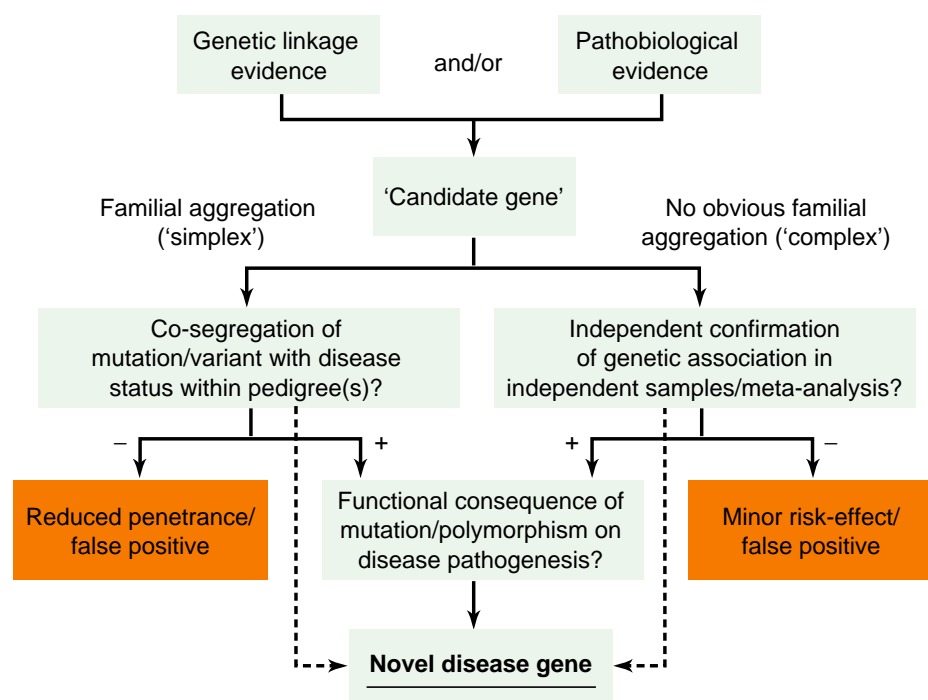 Genetic linkage
evidence
and/or
Pathobiological
evidence
‘Candidate gene’
Familial aggregation
(‘simplex’)
No obvious familial
aggregation (‘complex’)
Co-segregation of
mutation/variant with disease
status within pedigree(s)?
Independent confirmation
of genetic association in
independent samples/meta-analysis?
–
+
+
–
Reduced penetrance/
false positive
Functional consequence of
mutation/polymorphism on
disease pathogenesis?
Minor risk-effect/
false positive
Novel disease gene